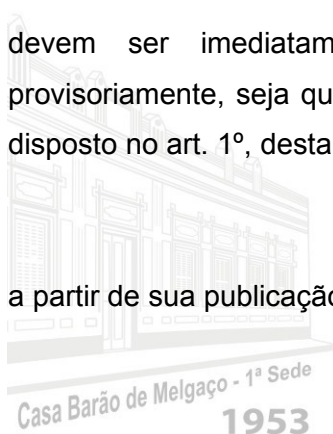 devem ser imediatam
provisoriamente, seja qu
disposto no art. 1º, desta
a partir de sua publicação
Casa Barão de Melgaço - 1ª Sede
1953